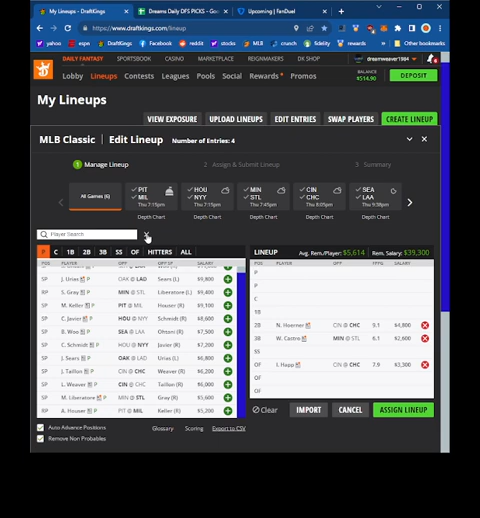 My Lineups - DraftKings
Dreams Daily DFS PICKS - Goo
Upcoming | FanDuel
https://www.draftkings.com/lineup
yahoo espn DraftKings Facebook reddit stocks MLB crunch fidelity rewards » Other bookmarks
DAILY FANTASY SPORTSBOOK CASINO MARKETPLACE REIGNMAKERS DK SHOP dreamweaver1984
Lobby Lineups Contests Leagues Pools Social Rewards Promos
BALANCE
$514.90
DEPOSIT
My Lineups
VIEW EXPOSURE UPLOAD LINEUPS EDIT ENTRIES SWAP PLAYERS CREATE LINEUP
MLB Classic | Edit Lineup Number of Entries: 4
1 Manage Lineup 2 Assign & Submit Lineup 3 Summary
All Games (6)
PIT
MIL
Thu 7:15pm
HOU
NYY
Thu 7:15pm
MIN
STL
Thu 7:45pm
CIN
CHC
Thu 8:05pm
SEA
LAA
Thu 9:38pm
Depth Chart Depth Chart Depth Chart Depth Chart Depth Chart
Player Search
P C 1B 2B 3B SS OF HITTERS ALL
LINEUP Avg. Rem./Player: $5,614 Rem. Salary: $39,300
POS PLAYER OPP OPP SP SALARY
POS PLAYER OPP FPPG SALARY
SP J. Urias P OAK @ LAD Sears (L) $9,800
RP S. Gray P MIN @ STL Liberatore (L)
SP M. Keller P PIT @ MIL Houser (R) $9,100
SP C. Javier P HOU @ NYY Schmidt (R) $8,600
SP B. Woo P SEA @ LAA Ohtani (R) $7,500
SP C. Schmidt P HOU @ NYY Javier (R) $7,200
SP J. Sears P OAK @ LAD Urias (L) $6,800
SP J. Taillon P CIN @ CHC Weaver (R) $6,200
SP L. Weaver P CIN @ CHC Taillon (R) $6,000
SP M. Liberatore P MIN @ STL Gray (R) $5,600
RP A. Houser P PIT @ MIL Keller (R) $5,200
P
P
C
1B
2B N. Hoerner CIN @ CHC 9.1 $4,800
3B W. Castro MIN @ STL 6.1 $2,600
SS
OF I. Happ CIN @ CHC 7.9 $3,300
OF
OF
Clear IMPORT CANCEL ASSIGN LINEUP
Auto Advance Positions
Remove Non Probables
Glossary Scoring Export to CSV